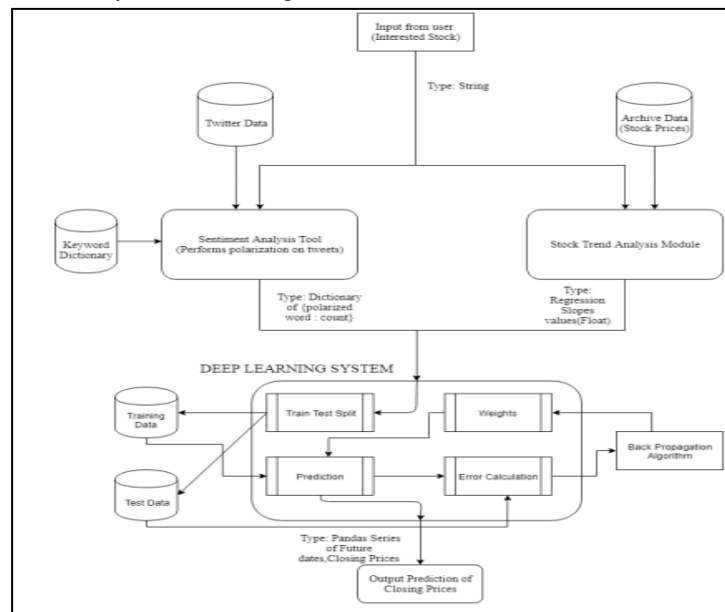 Input from user
(Interested Stock)
Type: String
Twitter Data
Archive Data
(Stock Prices)
Keyword
Dictionary
Sentiment Analysis Tool
(Performs polarization on tweets)
Stock Trend Analysis Module
Type: Dictionary
of {polarized
word : count}
Type:
Regression
Slopes
values(Float)
DEEP LEARNING SYSTEM
Training
Data
Train Test Split
Weights
Back Propagation
Algorithm
Prediction
Error Calculation
Test Data
Type: Pandas Series
of Future
dates,Closing Prices
Output Prediction of
Closing Prices